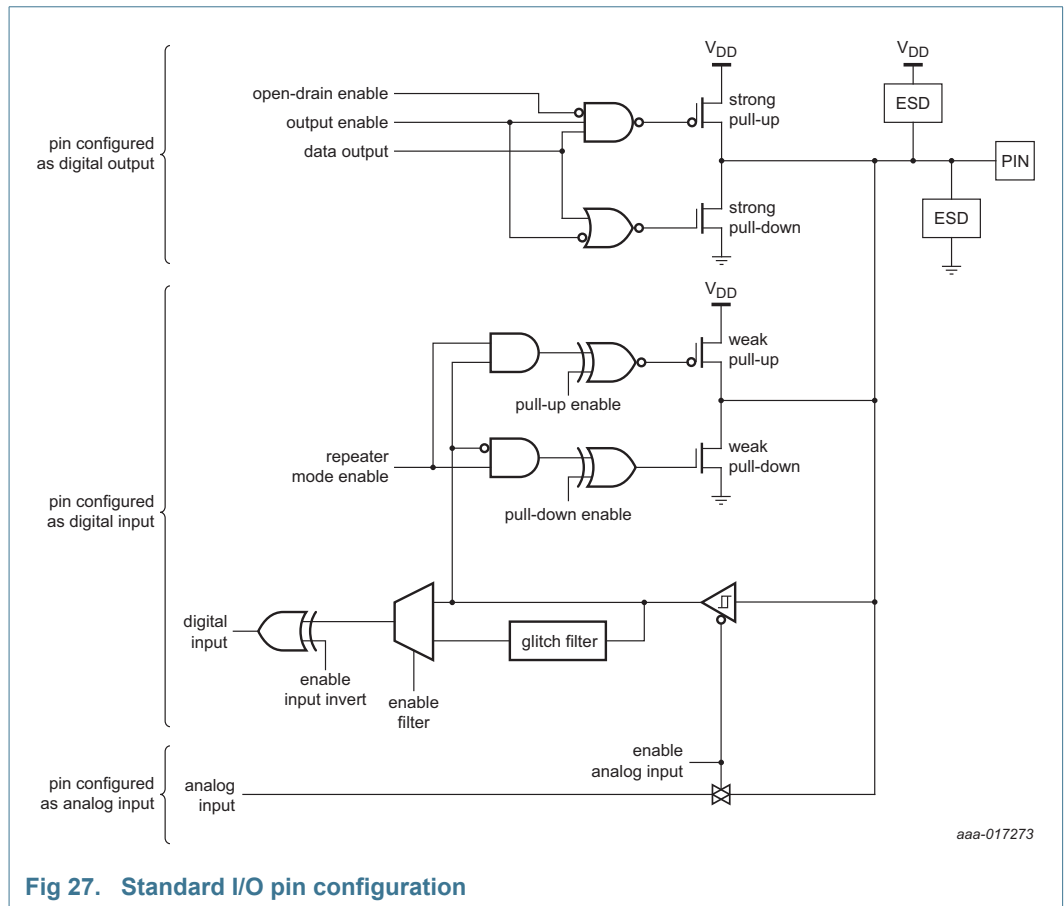 VDD
VDD
open-drain enable
strong
pull-up
ESD
output enable
pin configured
as digital output
data output
PIN
strong
pull-down
ESD
VDD
weak
pull-up
pull-up enable
repeater
mode enable
weak
pull-down
pin configured
as digital input
pull-down enable
digital
input
glitch filter
enable
input invert
enable
filter
enable
analog input
pin configured
as analog input
analog
input
aaa-017273
Fig 27. Standard I/O pin configuration